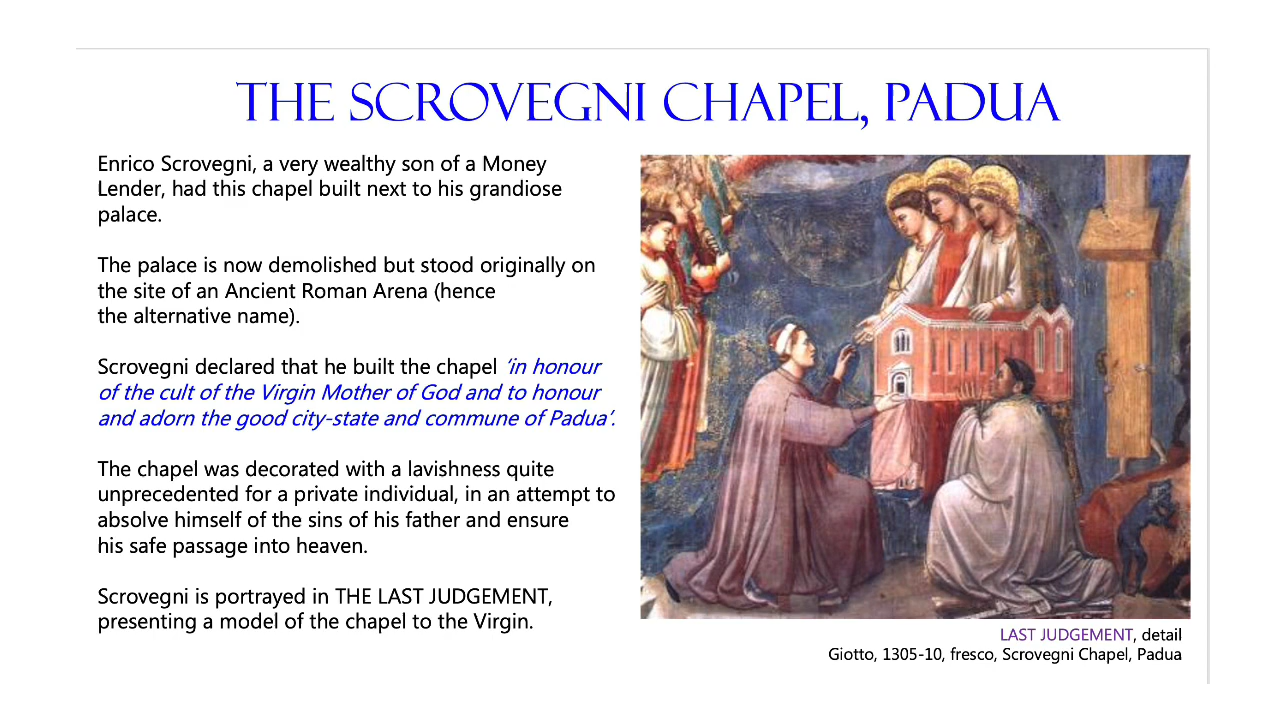 THE SCROVEGNI CHAPEL, PADUA
Enrico Scrovegni, a very wealthy son of a Money
Lender, had this chapel built next to his grandiose
palace.
The palace is now demolished but stood originally on
the site of an Ancient Roman Arena (hence
the alternative name).
Scrovegni declared that he built the chapel ‘in honour
of the cult of the Virgin Mother of God and to honour
and adorn the good city-state and commune of Padua’.
The chapel was decorated with a lavishness quite
unprecedented for a private individual, in an attempt to
absolve himself of the sins of his father and ensure
his safe passage into heaven.
Scrovegni is portrayed in THE LAST JUDGEMENT,
presenting a model of the chapel to the Virgin.
LAST JUDGEMENT, detail
Giotto, 1305-10, fresco, Scrovegni Chapel, Padua